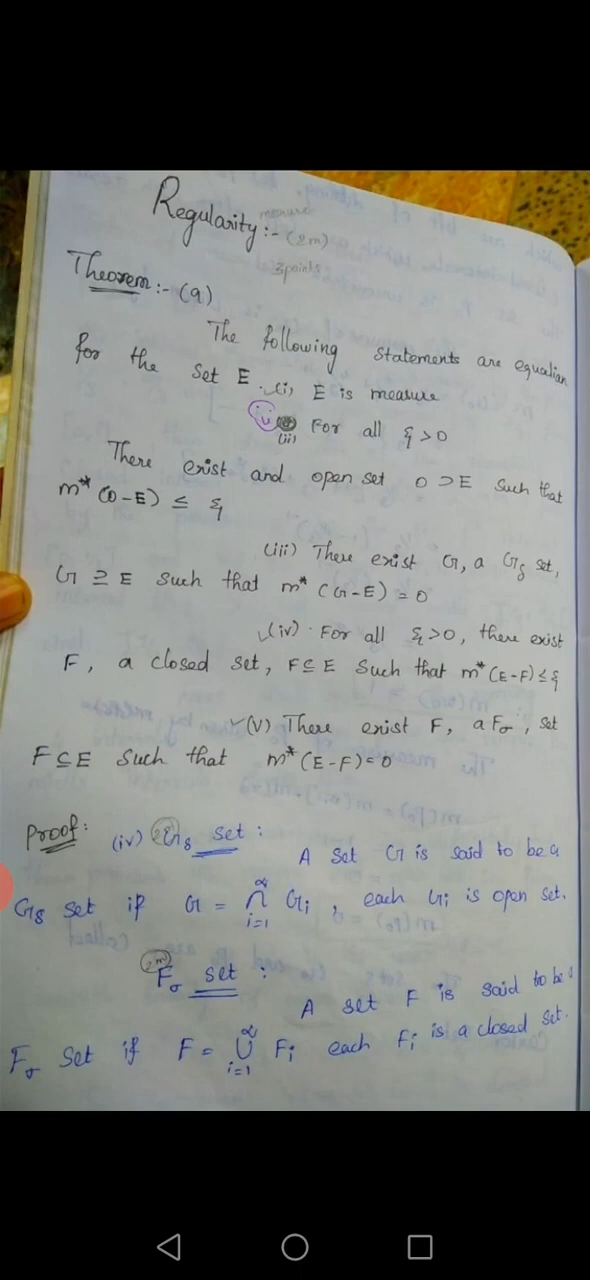 Regularity :- (2m)
measure
3points
Theorem :- (9)
The following statements are equalian
for the set E. (i) E is measure
(ii) For all ξ > 0
There exist and open set O ⊃ E such that
m* (O-E) ≤ ξ
(iii) There exist G, a Gδ set,
G ⊇ E such that m* (G-E) = 0
(iv) For all ξ > 0, there exist
F, a closed set, F ⊆ E such that m* (E-F) ≤ ξ
(v) There exist F, a Fσ, set
F ⊆ E such that m* (E-F) = 0
Proof: (iv) Gδ set :
A set G is said to be a
Gδ set if G = ∞⋂i=1 Gi , each Gi is open set.
2m
Fσ set :
A set F is said to be a
Fσ set if F = ∞⋃i=1 Fi each Fi is a closed set.